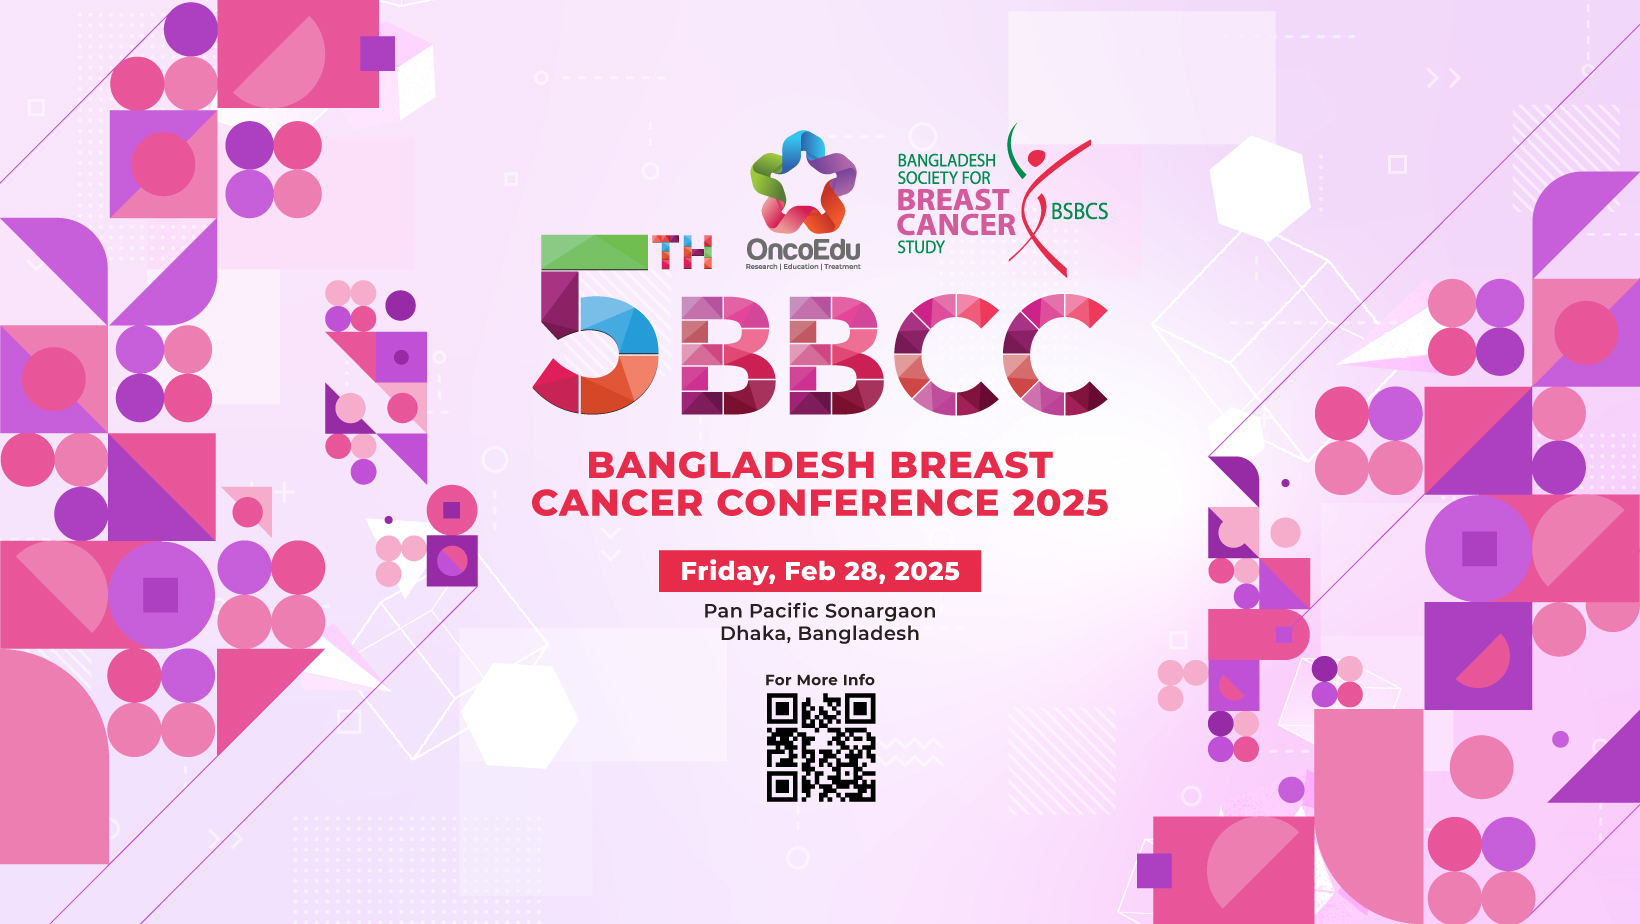 OncoEdu
Research | Education | Treatment
BANGLADESH
SOCIETY FOR
BREAST
CANCER
STUDY
BSBCS
5TH
BBCC
BANGLADESH BREAST
CANCER CONFERENCE 2025
Friday, Feb 28, 2025
Pan Pacific Sonargaon
Dhaka, Bangladesh
For More Info